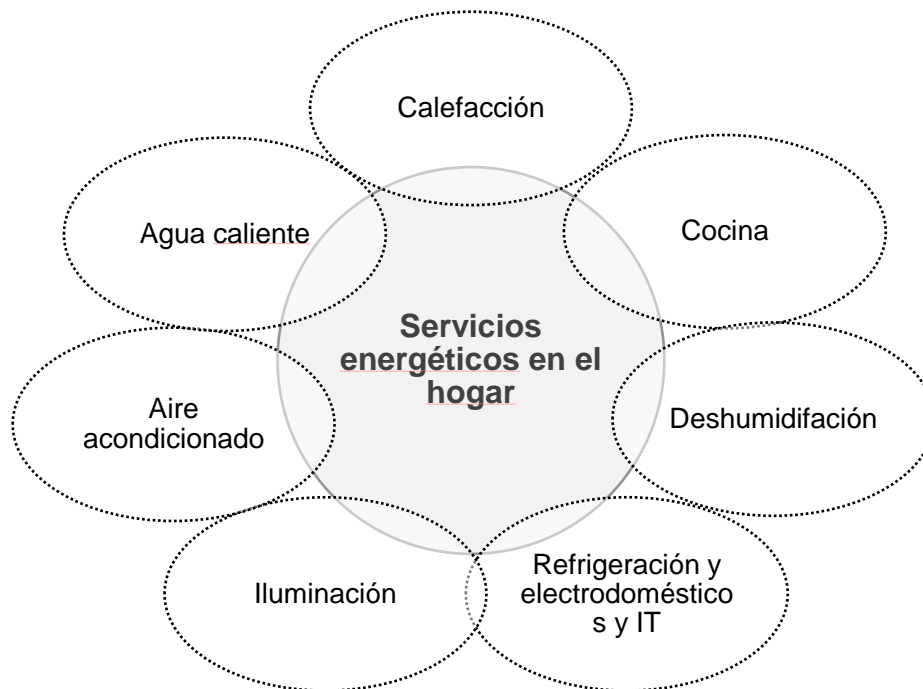 Calefacción
Agua caliente
Cocina
Servicios
energéticos en el
hogar
Aire
acondicionado
Deshumidifación
Iluminación
Refrigeración y
electrodoméstico
s y IT